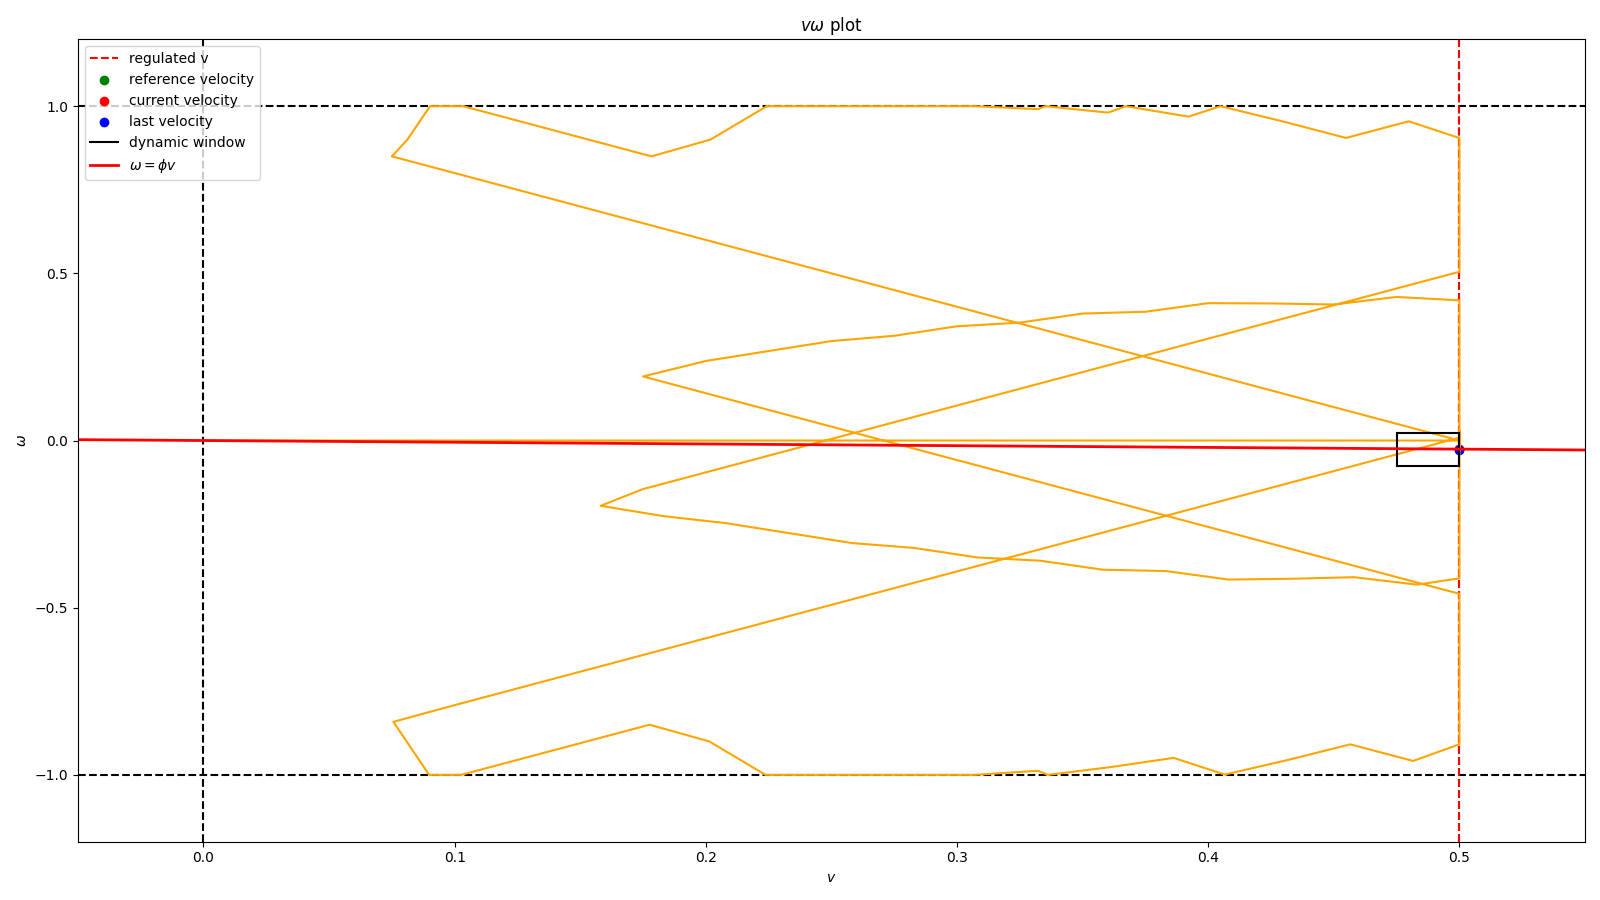 vω plot
regulated v
reference velocity
current velocity
last velocity
dynamic window
ω = ϕv
1.0
0.5
0.0
−0.5
−1.0
ω
0.0 0.1 0.2 0.3 0.4 0.5
v